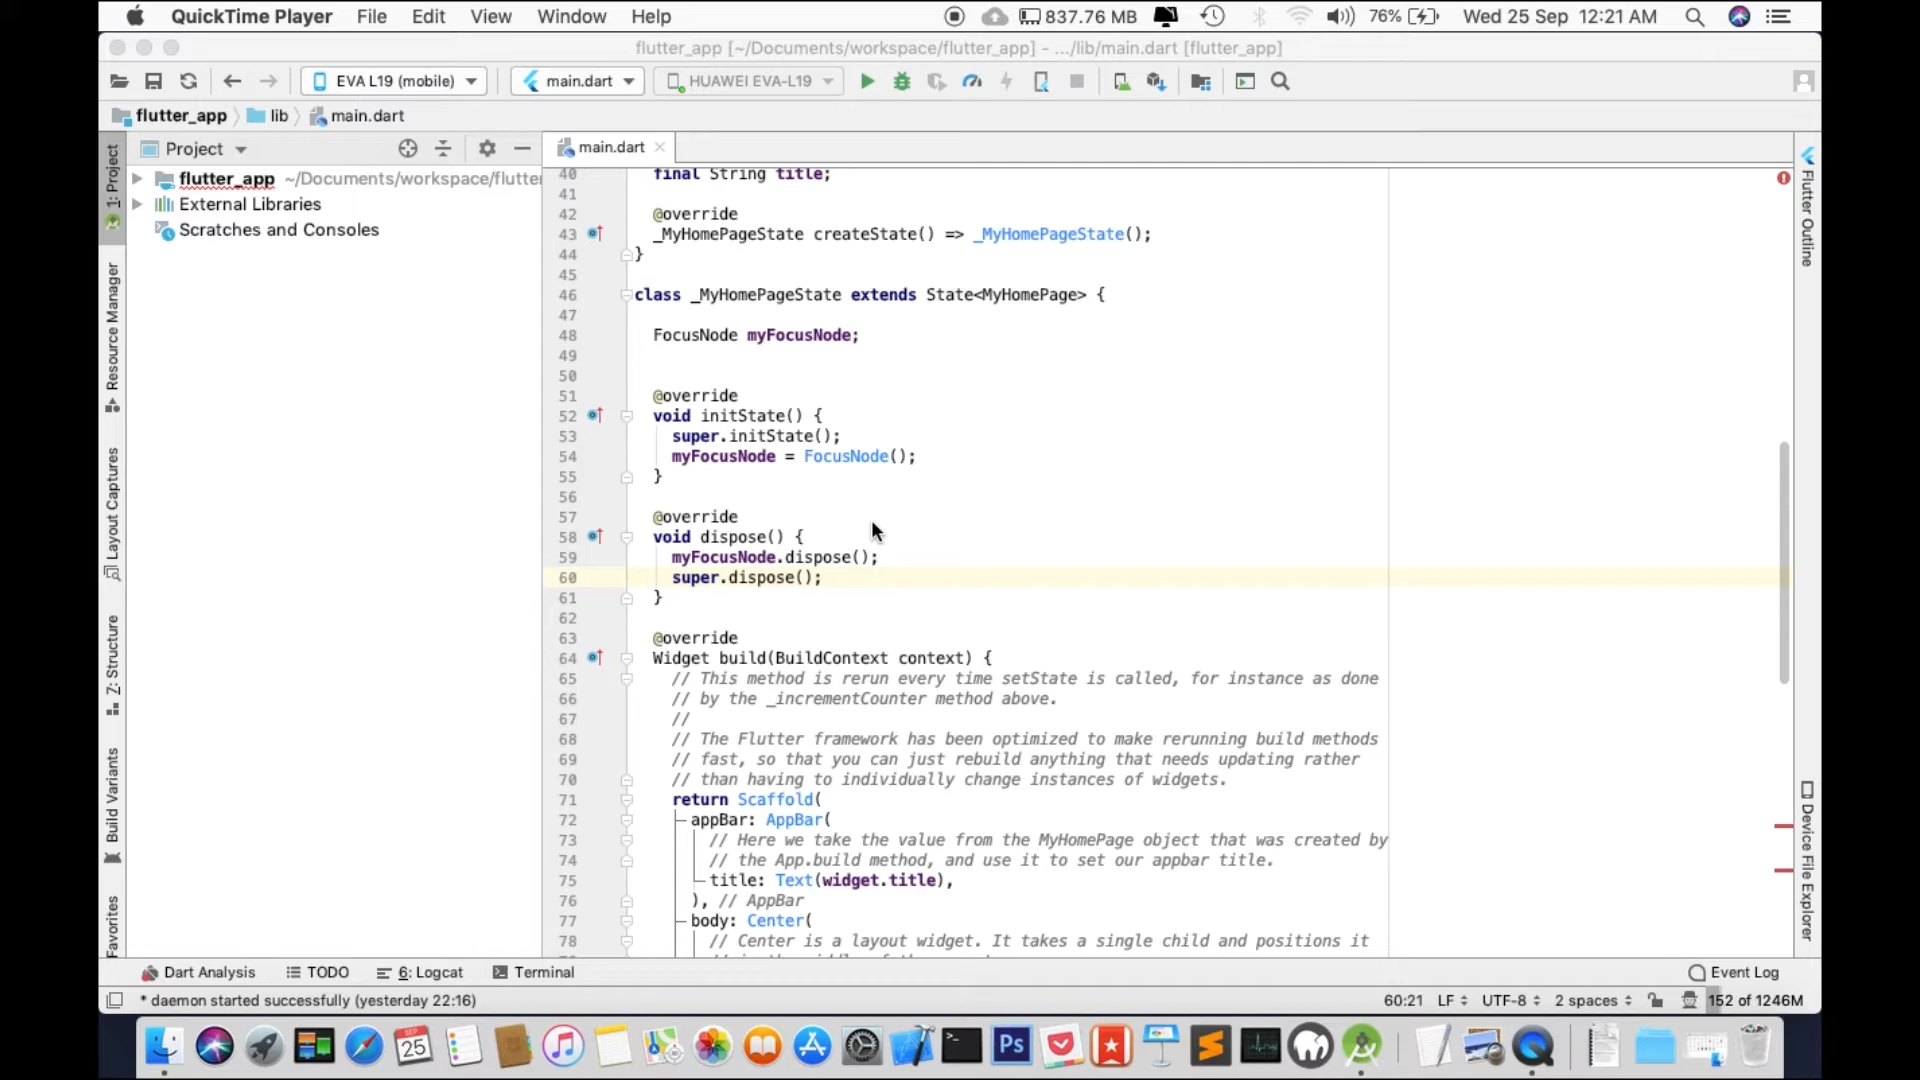 QuickTime Player File Edit View Window Help 837.76 MB 76% Wed 25 Sep 12:21 AM
flutter_app [~/Documents/workspace/flutter_app] - .../lib/main.dart [flutter_app]
EVA L19 (mobile) main.dart HUAWEI EVA-L19
flutter_app lib main.dart
Project main.dart
flutter_app ~/Documents/workspace/flutter
External Libraries
Scratches and Consoles
1: Project
Resource Manager
Layout Captures
Z: Structure
Build Variants
Favorites
40 final String title;
41
42 @override
43 _MyHomePageState createState() => _MyHomePageState();
44 }
45
46 class _MyHomePageState extends State<MyHomePage> {
47
48 FocusNode myFocusNode;
49
50
51 @override
52 void initState() {
53 super.initState();
54 myFocusNode = FocusNode();
55 }
56
57 @override
58 void dispose() {
59 myFocusNode.dispose();
60 super.dispose();
61 }
62
63 @override
64 Widget build(BuildContext context) {
65 // This method is rerun every time setState is called, for instance as done
66 // by the _incrementCounter method above.
67 //
68 // The Flutter framework has been optimized to make rerunning build methods
69 // fast, so that you can just rebuild anything that needs updating rather
70 // than having to individually change instances of widgets.
71 return Scaffold(
72 appBar: AppBar(
73 // Here we take the value from the MyHomePage object that was created by
74 // the App.build method, and use it to set our appbar title.
75 title: Text(widget.title),
76 ), // AppBar
77 body: Center(
78 // Center is a layout widget. It takes a single child and positions it
Flutter Outline
Device File Explorer
Dart Analysis TODO 6: Logcat Terminal Event Log
* daemon started successfully (yesterday 22:16) 60:21 LF UTF-8 2 spaces 152 of 1246M
SEP
25
Ps